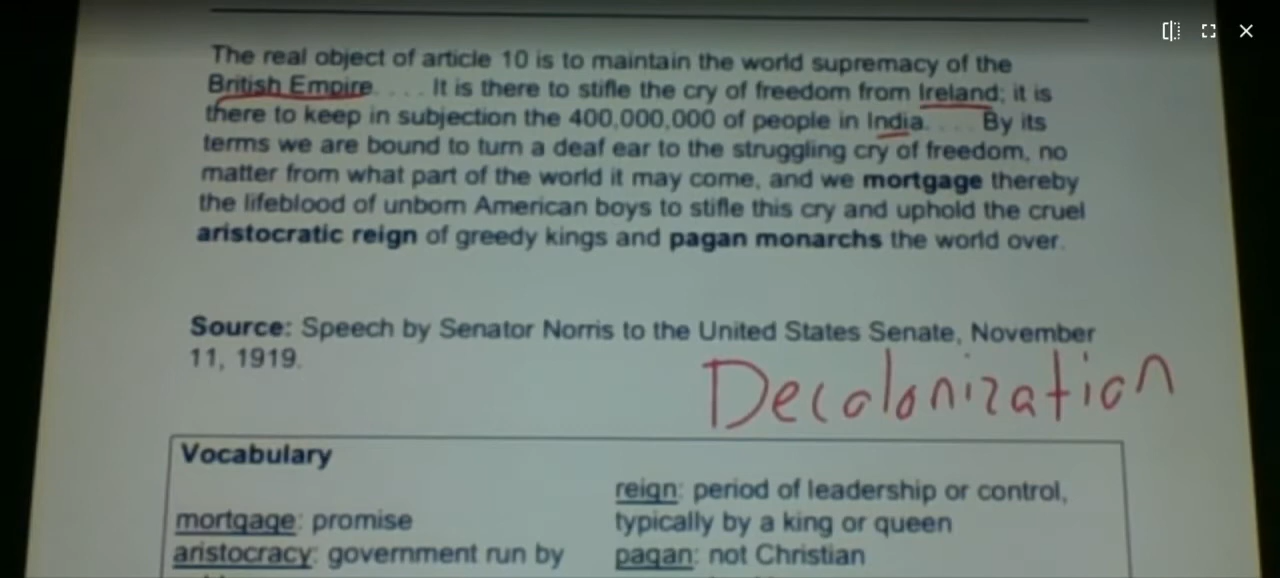 The real object of article 10 is to maintain the world supremacy of the
British Empire. . . . It is there to stifle the cry of freedom from Ireland; it is
there to keep in subjection the 400,000,000 of people in India. . . . By its
terms we are bound to turn a deaf ear to the struggling cry of freedom, no
matter from what part of the world it may come, and we mortgage thereby
the lifeblood of unborn American boys to stifle this cry and uphold the cruel
aristocratic reign of greedy kings and pagan monarchs the world over.
Source: Speech by Senator Norris to the United States Senate, November
11, 1919.
Decolonization
Vocabulary
mortgage: promise
aristocracy: government run by
reign: period of leadership or control,
typically by a king or queen
pagan: not Christian